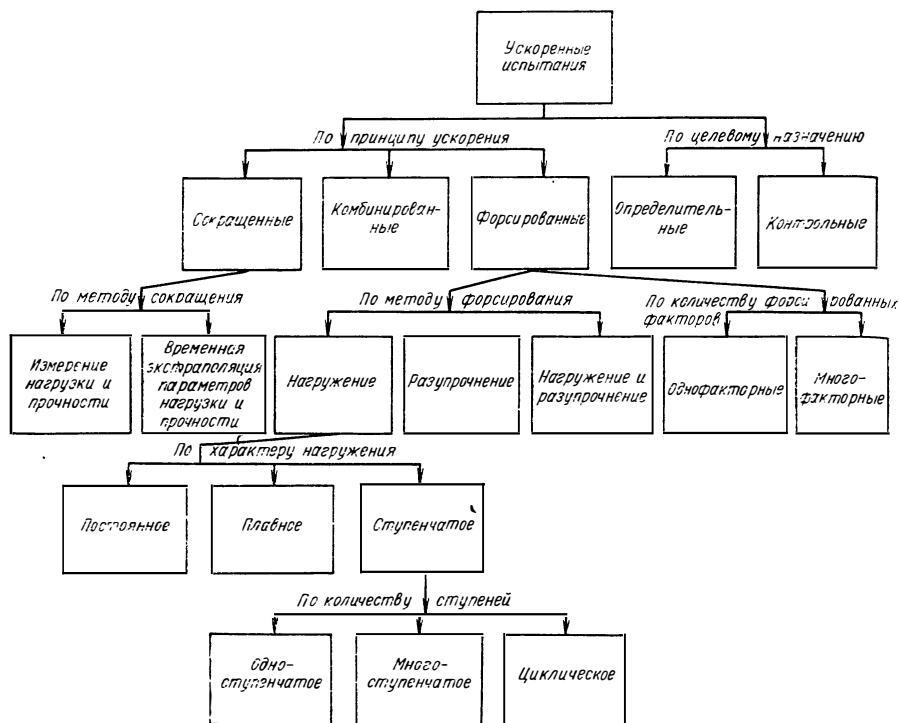 Ускоренные
испытания
По принципу ускорения
По целевому назначению
Сокращенные
Комбинирован-
ные
Форсированные
Определитель-
ные
Контрольные
По методу сокращения
По методу форсирования
По количеству форсированных
факторов
Измерение
нагрузки и
прочности
Временная
экстраполяция
параметров
нагрузки и
прочности
Нагружение
Разупрочнение
Нагружение и
разупрочнение
Однофакторные
Много-
факторные
По характеру нагружения
Постоянное
Плавное
Ступенчатое
По количеству ступеней
Одно-
ступенчатое
Много-
ступенчатое
Циклическое